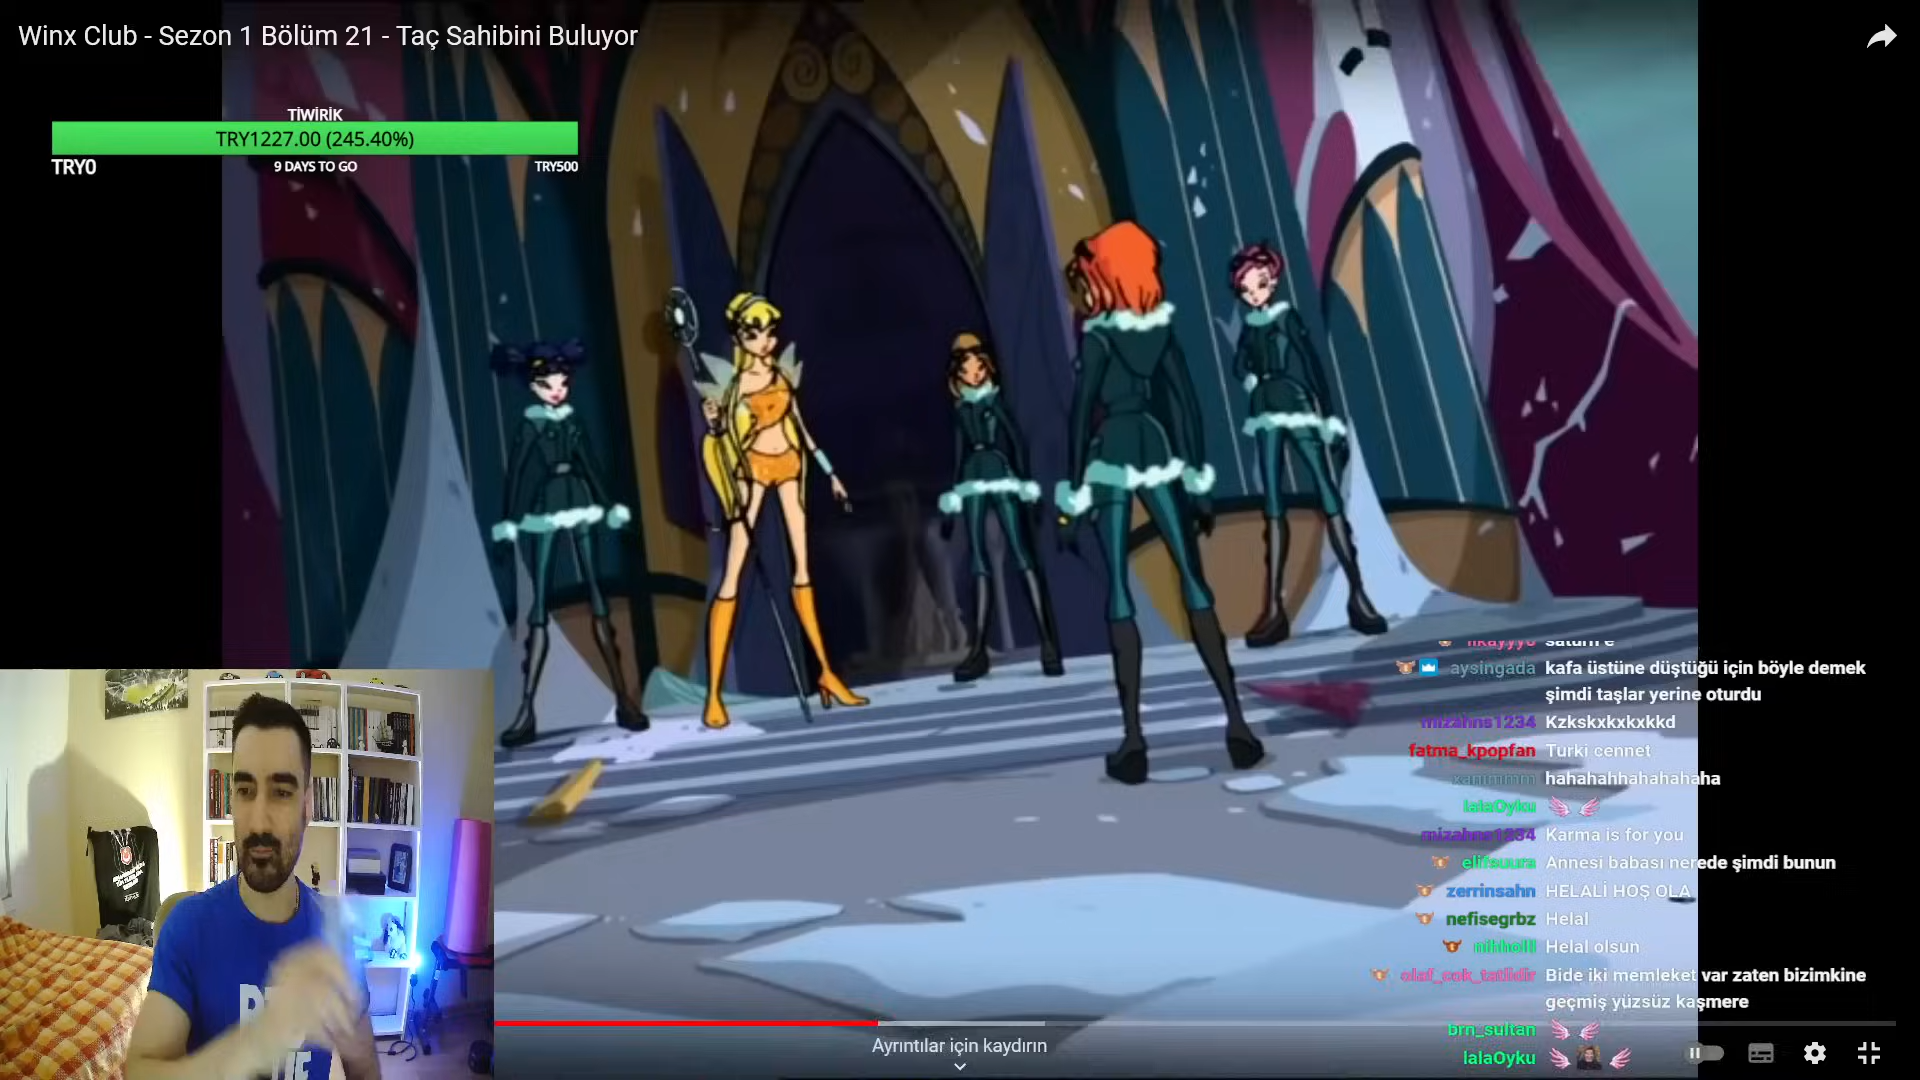 Winx Club - Sezon 1 Bölüm 21 - Taç Sahibini Buluyor
TİWİRİK
TRY1227.00 (245.40%)
TRY0
9 DAYS TO GO
TRY500
aysingada kafa üstüne düştüğü için böyle demek
şimdi taşlar yerine oturdu
mizahns1234 Kzkskxkxkxkkd
fatma_kpopfan Turki cennet
hahahahhahahahaha
lalaOyku
mizahns1234 Karma is for you
elifsuura Annesi babası nerede şimdi bunun
zerrinsahn HELALİ HOŞ OLA
nefisegrbz Helal
Helal olsun
olaf_cok_tatlidir Bide iki memleket var zaten bizimkine
geçmiş yüzsüz kaşmere
brn_sultan
lalaOyku
Ayrıntılar için kaydırın